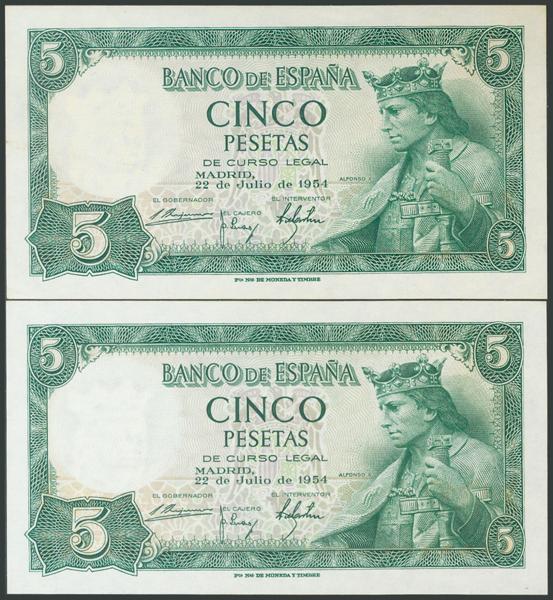 5 5
BANCO DE ESPAÑA
CINCO
PESETAS
DE CURSO LEGAL
MADRID,
22 de Julio de 1954
ALFONSO X
EL GOBERNADOR EL INTERVENTOR
EL CAJERO
5 5
Fca Nal DE MONEDA Y TIMBRE
5 5
BANCO DE ESPAÑA
CINCO
PESETAS
DE CURSO LEGAL
MADRID,
22 de Julio de 1954
ALFONSO X
EL GOBERNADOR EL INTERVENTOR
EL CAJERO
5 5
Fca Nal DE MONEDA Y TIMBRE